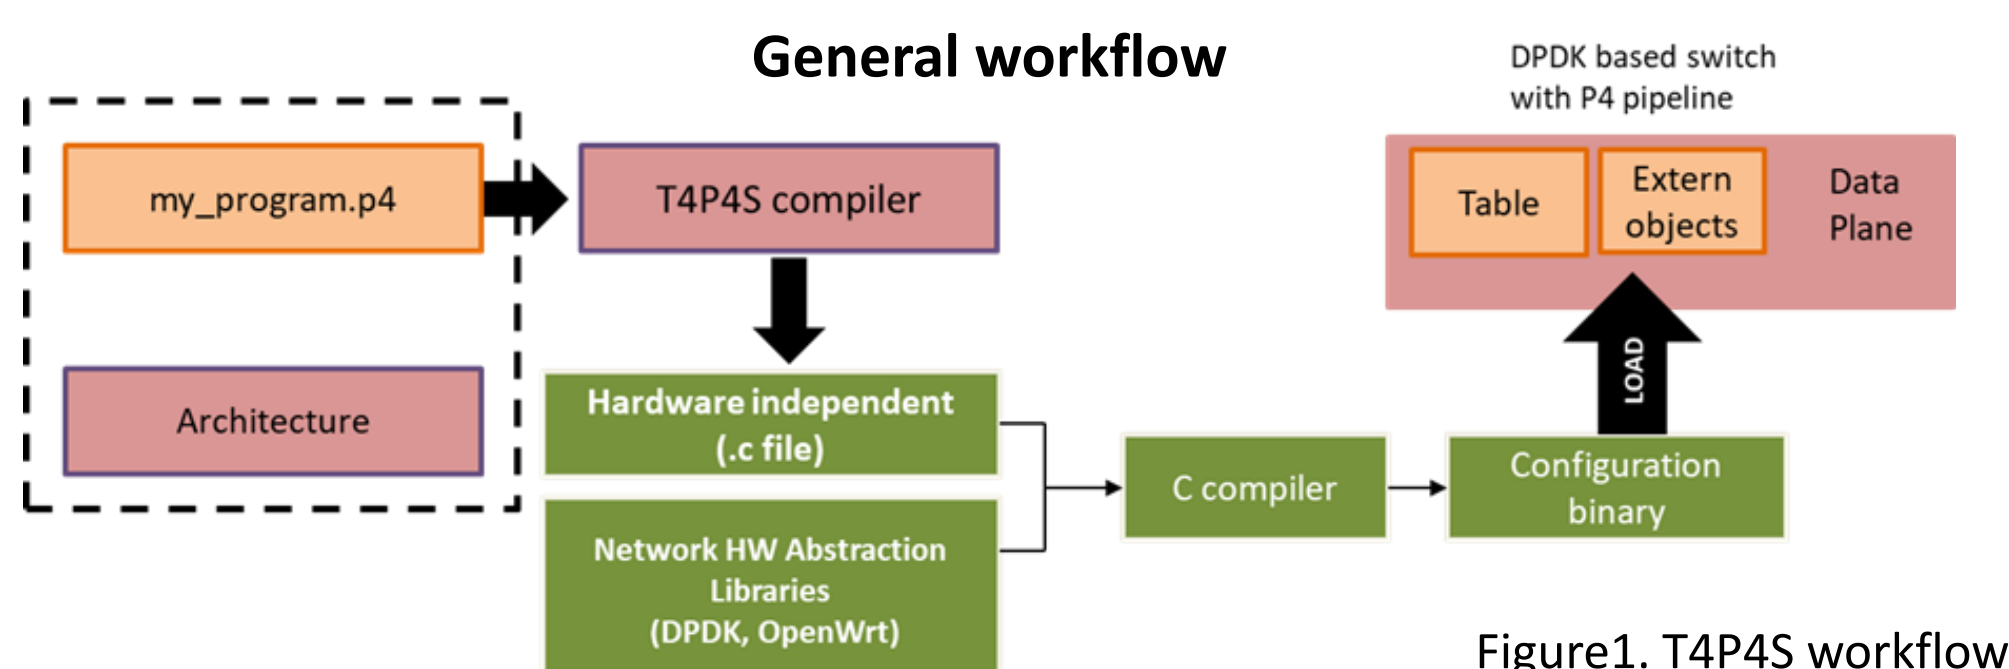 General workflow
DPDK based switch
with P4 pipeline
my_program.p4
T4P4S compiler
Table
Extern
objects
Data
Plane
LOAD
Architecture
Hardware independent
(.c file)
C compiler
Configuration
binary
Network HW Abstraction
Libraries
(DPDK, OpenWrt)
Figure1. T4P4S workflow